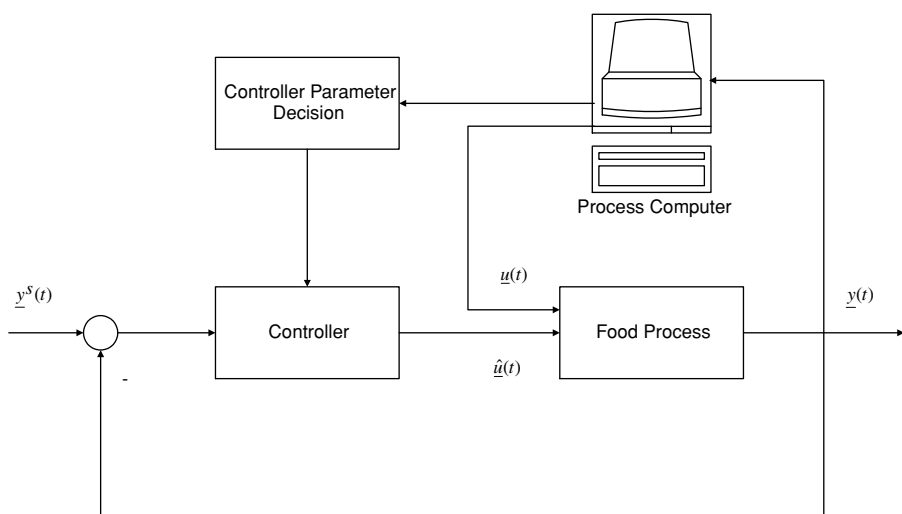 Controller Parameter
Decision
Process Computer
u(t)
y^s(t)
y(t)
Controller
Food Process
û(t)
-